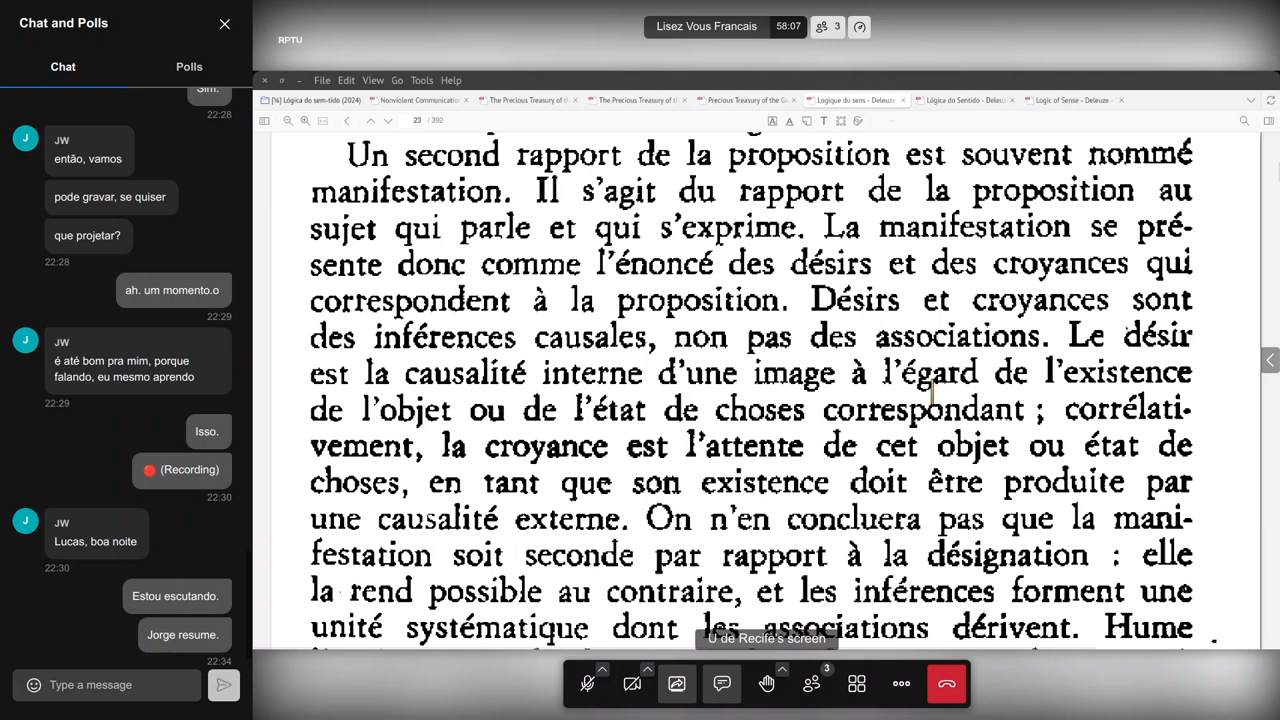 Chat and Polls
Chat
Polls
Sim.
22:28
J
JW
então, vamos
pode gravar, se quiser
que projetar?
22:28
ah. um momento.o
22:29
J
JW
é até bom pra mim, porque
falando, eu mesmo aprendo
22:29
Isso.
(Recording)
22:30
J
JW
Lucas, boa noite
22:30
Estou escutando.
Jorge resume.
22:34
Type a message
RPTU
Lisez Vous Francais
58:07
3
File Edit View Go Tools Help
[¾] Lógica do sem-tido (2024)
Nonviolent Communication
The Precious Treasury of th
The Precious Treasury of th
Precious Treasury of the Ge
Logique du sens - Deleuze
Lógica do Sentido - Deleus
Logic of Sense - Deleuze -
23 / 392
Un second rapport de la proposition est souvent nommé
manifestation. Il s'agit du rapport de la proposition au
sujet qui parle et qui s'exprime. La manifestation se pré-
sente donc comme l'énoncé des désirs et des croyances qui
correspondent à la proposition. Désirs et croyances sont
des inférences causales, non pas des associations. Le désir
est la causalité interne d'une image à l'égard de l'existence
de l'objet ou de l'état de choses correspondant ; corrélati-
vement, la croyance est l'attente de cet objet ou état de
choses, en tant que son existence doit être produite par
une causalité externe. On n'en concluera pas que la mani-
festation soit seconde par rapport à la désignation : elle
la rend possible au contraire, et les inférences forment une
unité systématique dont les associations dérivent. Hume
U de Recife's screen
3